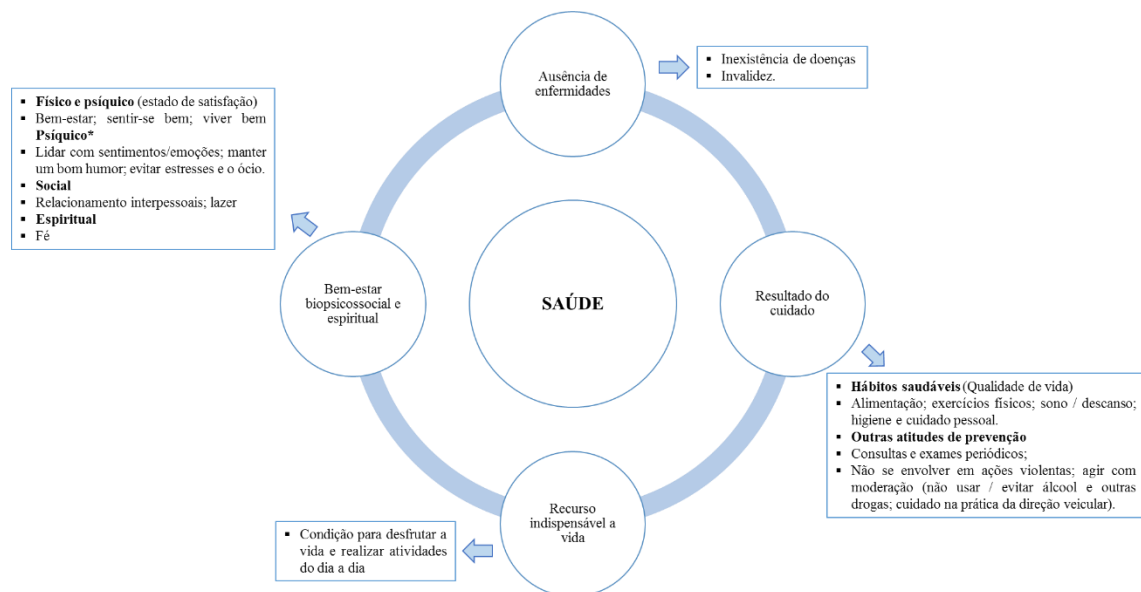 Ausência de
enfermidades
▪ Inexistência de doenças
▪ Invalidez.
▪ Físico e psíquico (estado de satisfação)
▪ Bem-estar; sentir-se bem; viver bem
Psíquico*
▪ Lidar com sentimentos/emoções; manter
um bom humor; evitar estresses e o ócio.
▪ Social
▪ Relacionamento interpessoais; lazer
▪ Espiritual
▪ Fé
Bem-estar
biopsicossocial e
espiritual
SAÚDE
Resultado do
cuidado
▪ Hábitos saudáveis (Qualidade de vida)
▪ Alimentação; exercícios físicos; sono / descanso;
higiene e cuidado pessoal.
▪ Outras atitudes de prevenção
▪ Consultas e exames periódicos;
▪ Não se envolver em ações violentas; agir com
moderação (não usar / evitar álcool e outras
drogas; cuidado na prática da direção veicular).
Recurso
indispensável a
vida
▪ Condição para desfrutar a
vida e realizar atividades
do dia a dia